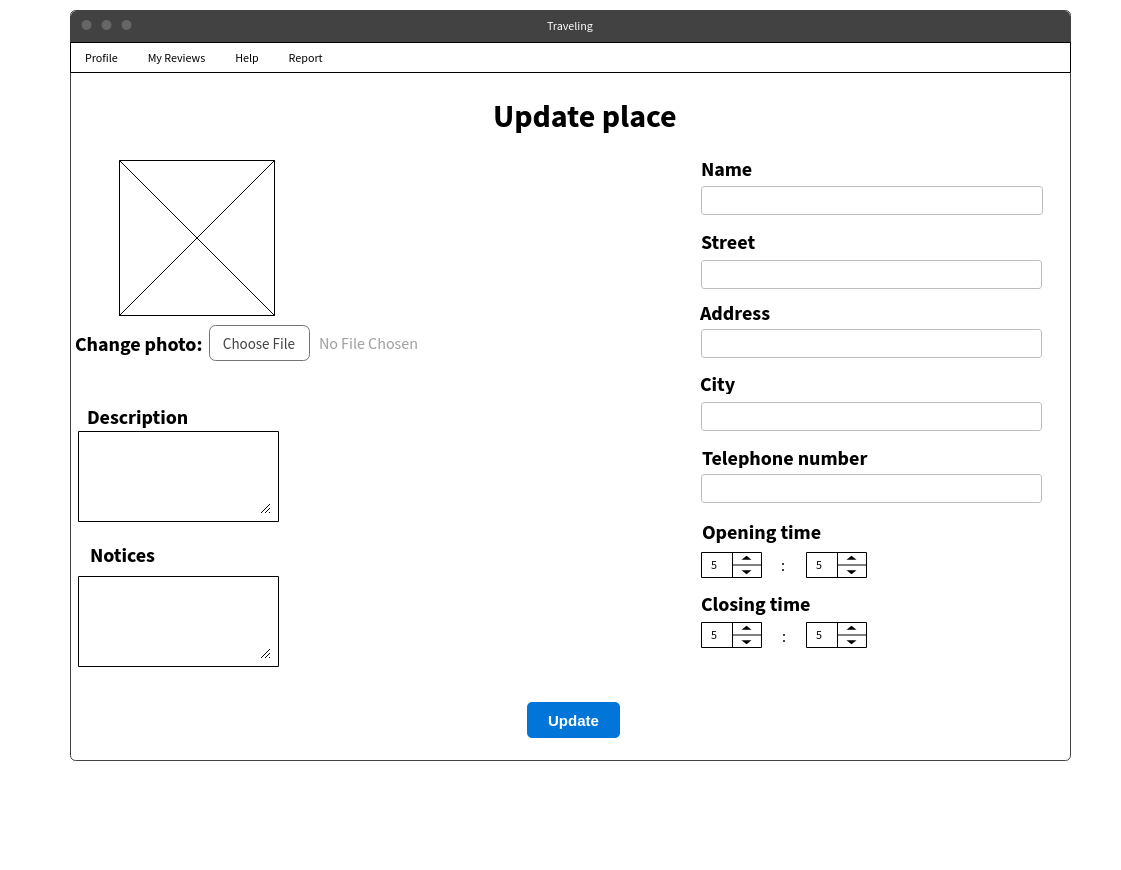 Traveling
Profile
My Reviews
Help
Report
Update place
Change photo:
Choose File
No File Chosen
Description
Notices
Name
Street
Address
City
Telephone number
Opening time
5 : 5
Closing time
5 : 5
Update